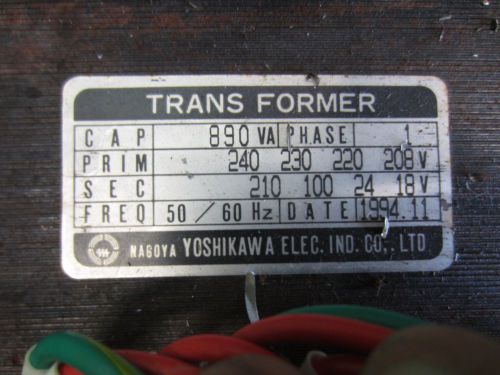 TRANS FORMER
CAP 890 VA PHASE 1
PRIM 240 230 220 208 V
SEC 210 100 24 18 V
FREQ 50 / 60 Hz DATE 1994.11
NAGOYA YOSHIKAWA ELEC. IND. CO., LTD.